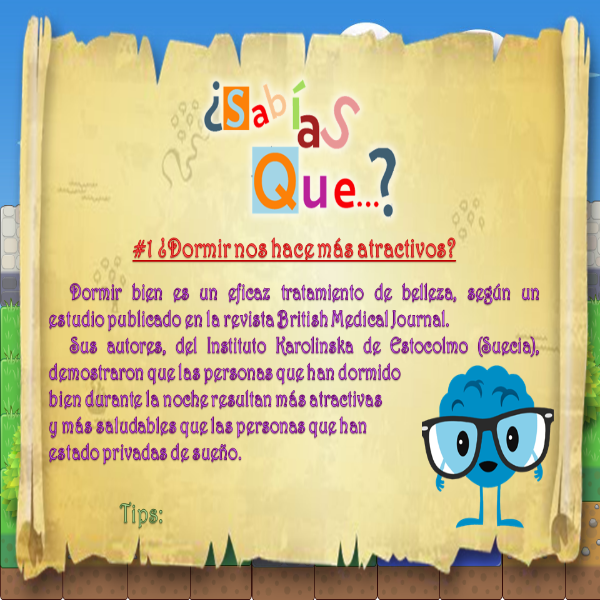 ¿Sabías
Que...?
#1 ¿Dormir nos hace más atractivos?
Dormir bien es un eficaz tratamiento de belleza, según un
estudio publicado en la revista British Medical Journal.
Sus autores, del Instituto Karolinska de Estocolmo (Suecia),
demostraron que las personas que han dormido
bien durante la noche resultan más atractivas
y más saludables que las personas que han
estado privadas de sueño.
Tips: